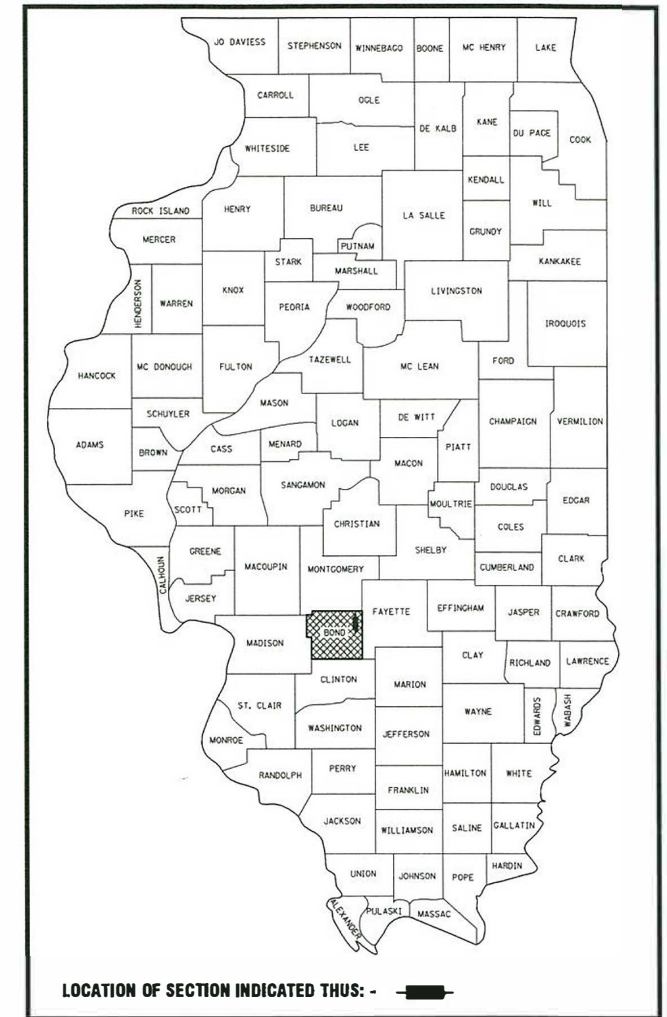 JO DAVIESS STEPHENSON WINNEBAGO BOONE MC HENRY LAKE
CARROLL OGLE
DE KALB KANE DU PAGE COOK
WHITESIDE LEE
KENDALL
ROCK ISLAND HENRY BUREAU LA SALLE WILL
GRUNDY
MERCER PUTNAM
STARK MARSHALL KANKAKEE
HENDERSON WARREN KNOX PEORIA WOODFORD LIVINGSTON
IROQUOIS
HANCOCK MC DONOUGH FULTON TAZEWELL MC LEAN FORD
MASON
SCHUYLER LOGAN DE WITT CHAMPAIGN VERMILION
ADAMS BROWN CASS MENARD PIATT
MACON
MORGAN SANGAMON DOUGLAS
PIKE SCOTT MOULTRIE EDGAR
CHRISTIAN COLES
GREENE SHELBY
CALHOUN MACOUPIN MONTGOMERY CUMBERLAND CLARK
JERSEY
FAYETTE EFFINGHAM JASPER CRAWFORD
MADISON BOND
CLAY RICHLAND LAWRENCE
CLINTON MARION
ST. CLAIR WAYNE EDWARDS WABASH
WASHINGTON JEFFERSON
MONROE
RANDOLPH PERRY HAMILTON WHITE
FRANKLIN
JACKSON WILLIAMSON SALINE GALLATIN
UNION JOHNSON POPE HARDIN
ALEXANDER PULASKI MASSAC
LOCATION OF SECTION INDICATED THUS: -